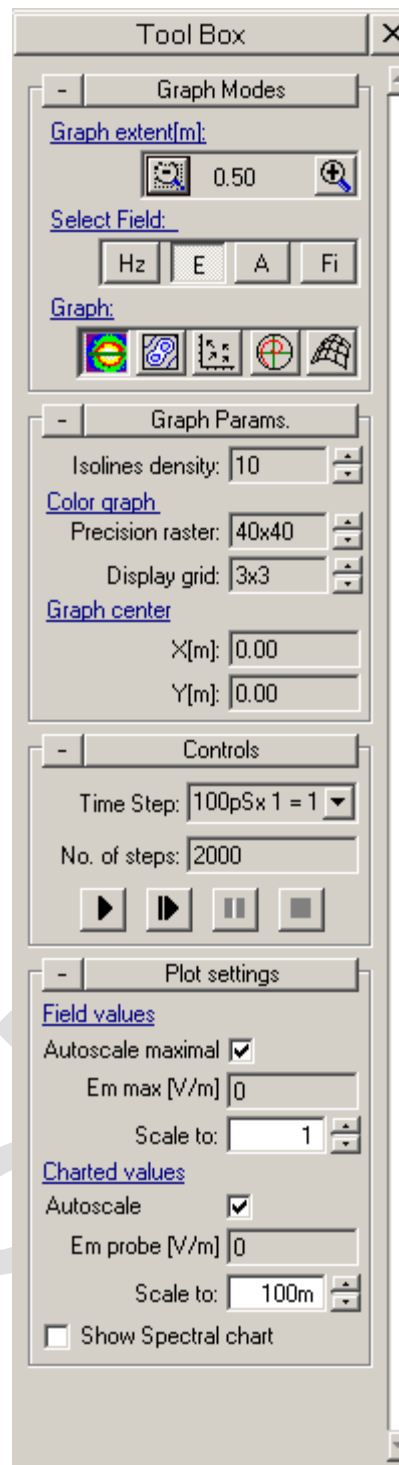 Tool Box
- Graph Modes
Graph extent[m]:
0.50
Select Field:
Hz E A Fi
Graph:
- Graph Params.
Isolines density: 10
Color graph
Precision raster: 40x40
Display grid: 3x3
Graph center
X[m]: 0.00
Y[m]: 0.00
- Controls
Time Step: 100pSx 1 = 1
No. of steps: 2000
- Plot settings
Field values
Autoscale maximal
Em max [V/m] 0
Scale to: 1
Charted values
Autoscale
Em probe [V/m] 0
Scale to: 100m
Show Spectral chart